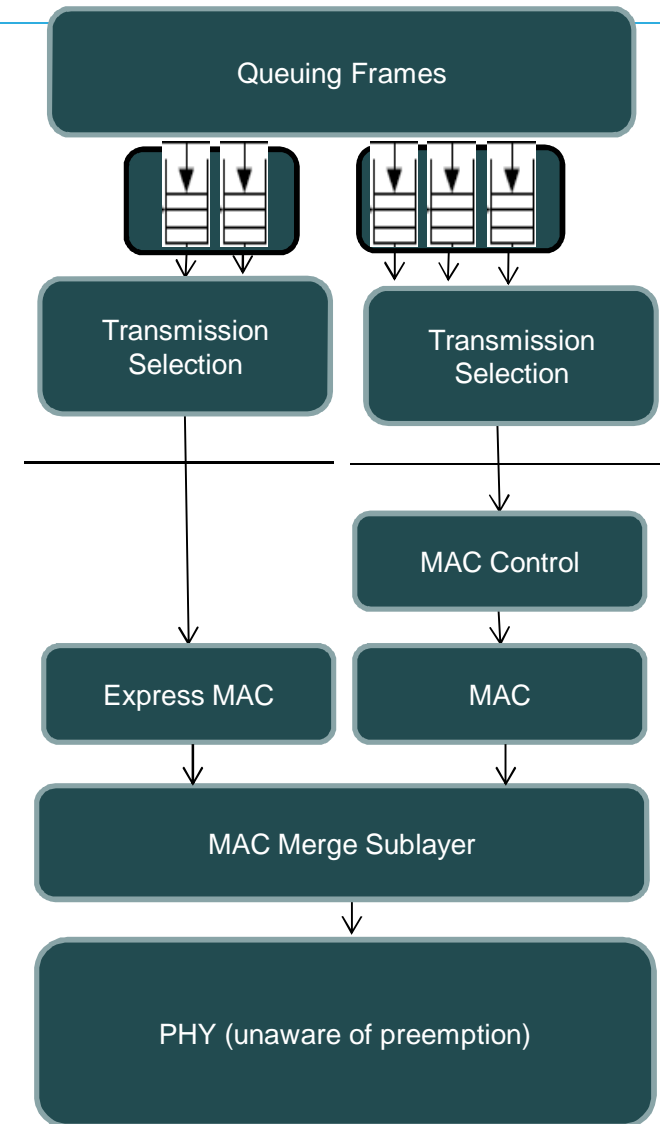 Queuing Frames
Transmission
Selection
Transmission
Selection
MAC Control
Express MAC
MAC
MAC Merge Sublayer
PHY (unaware of preemption)